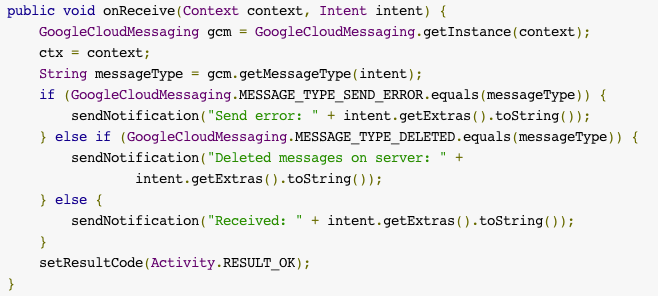 public void onReceive(Context context, Intent intent) {
    GoogleCloudMessaging gcm = GoogleCloudMessaging.getInstance(context);
    ctx = context;
    String messageType = gcm.getMessageType(intent);
    if (GoogleCloudMessaging.MESSAGE_TYPE_SEND_ERROR.equals(messageType)) {
        sendNotification("Send error: " + intent.getExtras().toString());
    } else if (GoogleCloudMessaging.MESSAGE_TYPE_DELETED.equals(messageType)) {
        sendNotification("Deleted messages on server: " +
                intent.getExtras().toString());
    } else {
        sendNotification("Received: " + intent.getExtras().toString());
    }
    setResultCode(Activity.RESULT_OK);
}